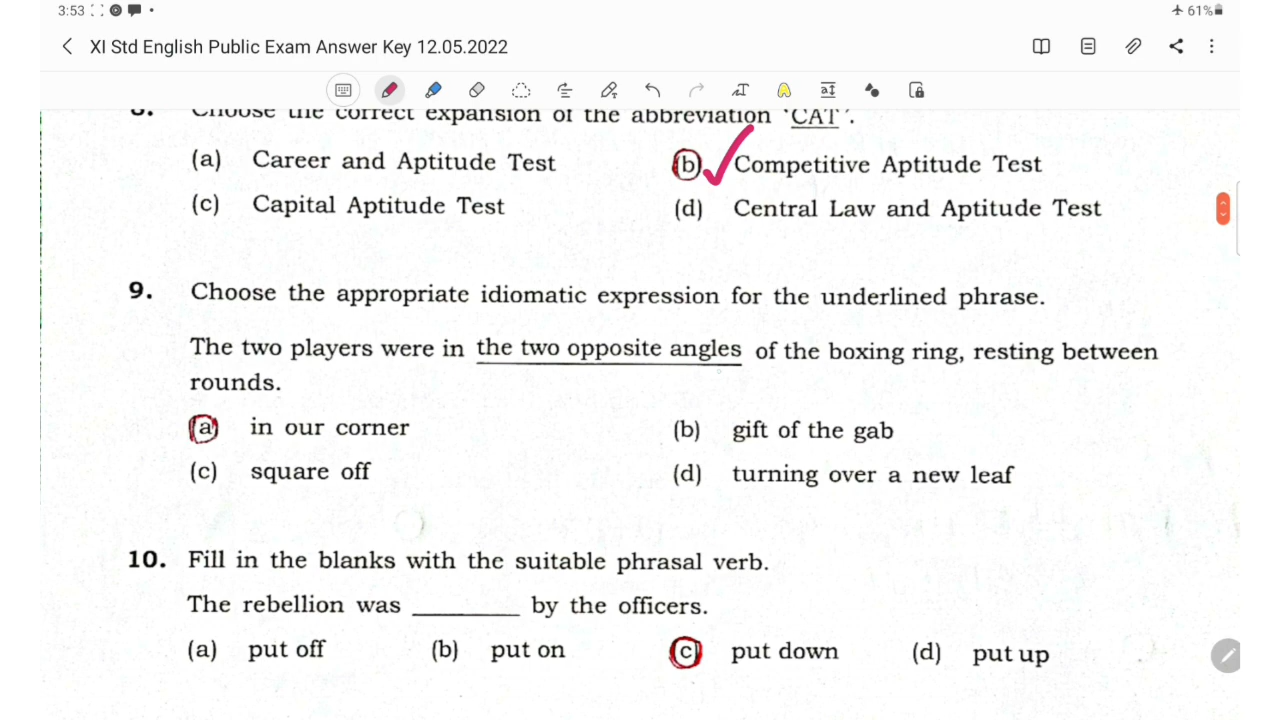 3:53
61%
XI Std English Public Exam Answer Key 12.05.2022
8. Choose the correct expansion of the abbreviation 'CAT'.
(a) Career and Aptitude Test (b) Competitive Aptitude Test
(c) Capital Aptitude Test (d) Central Law and Aptitude Test
9. Choose the appropriate idiomatic expression for the underlined phrase.
The two players were in the two opposite angles of the boxing ring, resting between
rounds.
(a) in our corner (b) gift of the gab
(c) square off (d) turning over a new leaf
10. Fill in the blanks with the suitable phrasal verb.
The rebellion was ________ by the officers.
(a) put off (b) put on (c) put down (d) put up